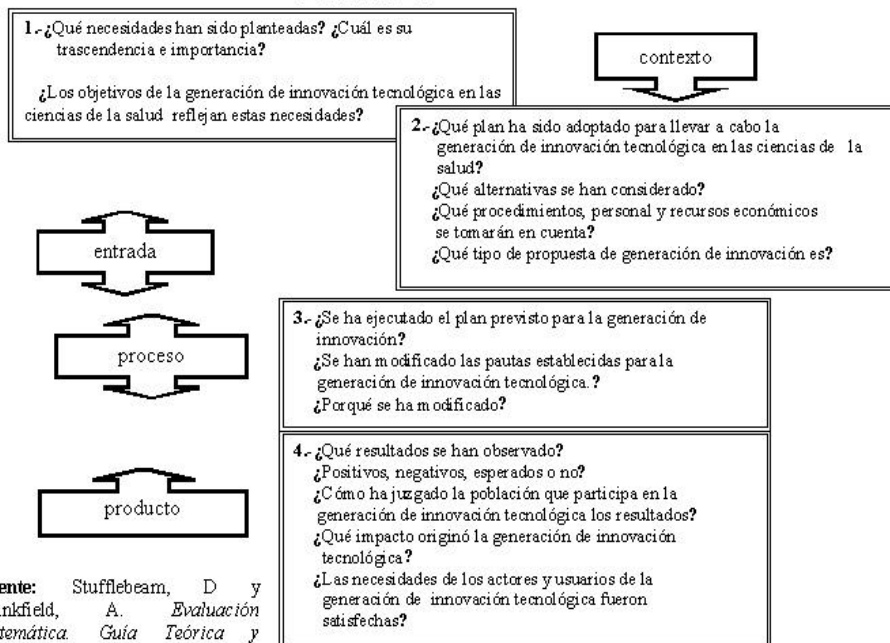 1.-¿Qué necesidades han sido planteadas? ¿Cuál es su
trascendencia e importancia?
¿Los objetivos de la generación de innovación tecnológica en las
ciencias de la salud reflejan estas necesidades?
contexto
2.-¿Qué plan ha sido adoptado para llevar a cabo la
generación de innovación tecnológica en las ciencias de la
salud?
¿Qué alternativas se han considerado?
¿Qué procedimientos, personal y recursos económicos
se tomarán en cuenta?
¿Qué tipo de propuesta de generación de innovación es?
entrada
3.-¿Se ha ejecutado el plan previsto para la generación de
innovación?
¿Se han modificado las pautas establecidas para la
generación de innovación tecnológica.?
¿Porqué se ha modificado?
proceso
4.-¿Qué resultados se han observado?
¿Positivos, negativos, esperados o no?
¿Cómo ha juzgado la población que participa en la
generación de innovación tecnológica los resultados?
¿Qué impacto originó la generación de innovación
tecnológica?
¿Las necesidades de los actores y usuarios de la
generación de innovación tecnológica fueron
satisfechas?
producto
ente: Stufflebeam, D y
nkfield, A. Evaluación
temática. Guía Teórica y